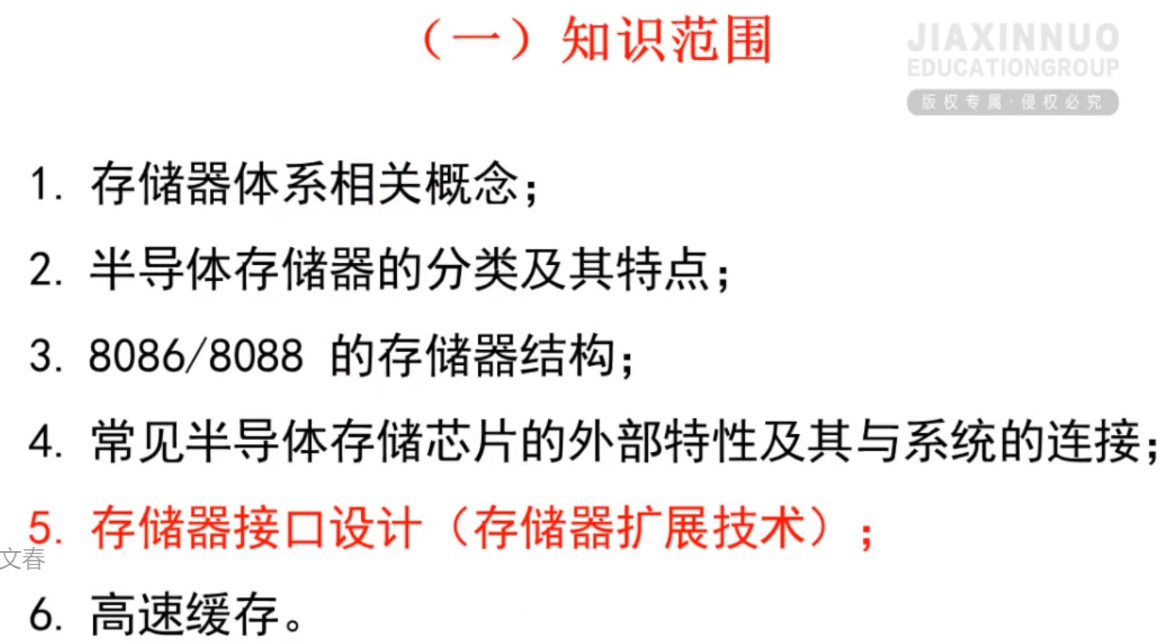 （一）知识范围
JIAXINNUO
EDUCATIONGROUP
版权专属·侵权必究
1. 存储器体系相关概念；
2. 半导体存储器的分类及其特点；
3. 8086/8088 的存储器结构；
4. 常见半导体存储芯片的外部特性及其与系统的连接；
5. 存储器接口设计（存储器扩展技术）；
文春
6. 高速缓存。